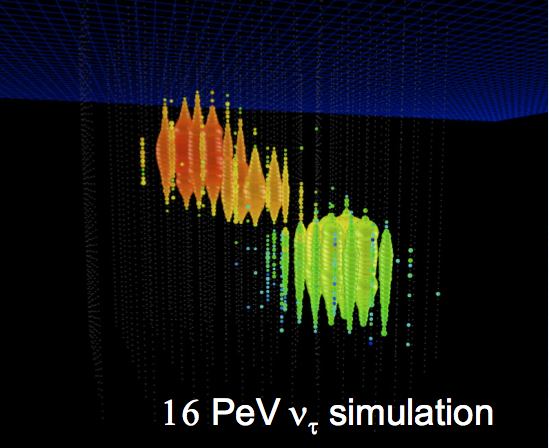 16 PeV ντ simulation